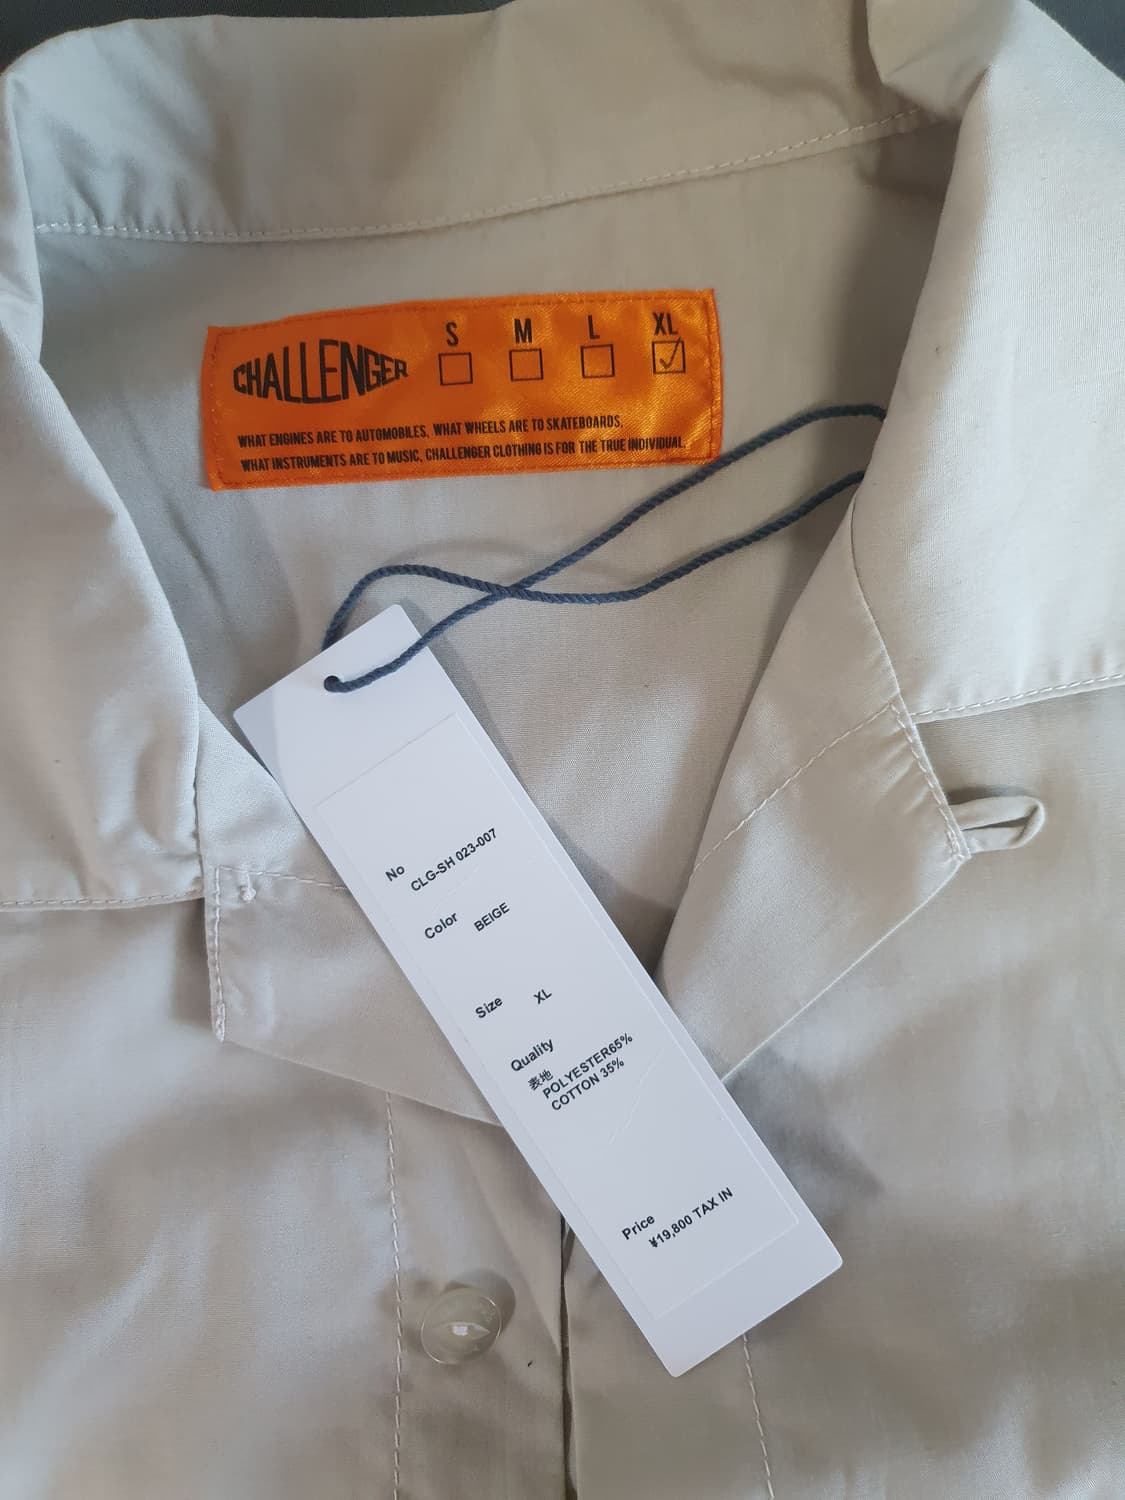 CHALLENGER
S M L XL
WHAT ENGINES ARE TO AUTOMOBILES, WHAT WHEELS ARE TO SKATEBOARDS,
WHAT INSTRUMENTS ARE TO MUSIC, CHALLENGER CLOTHING IS FOR THE TRUE INDIVIDUAL.
No
CLG-SH 023-007
Color BEIGE
Size XL
Quality
表地
POLYESTER65%
COTTON 35%
Price
¥19,800 TAX IN